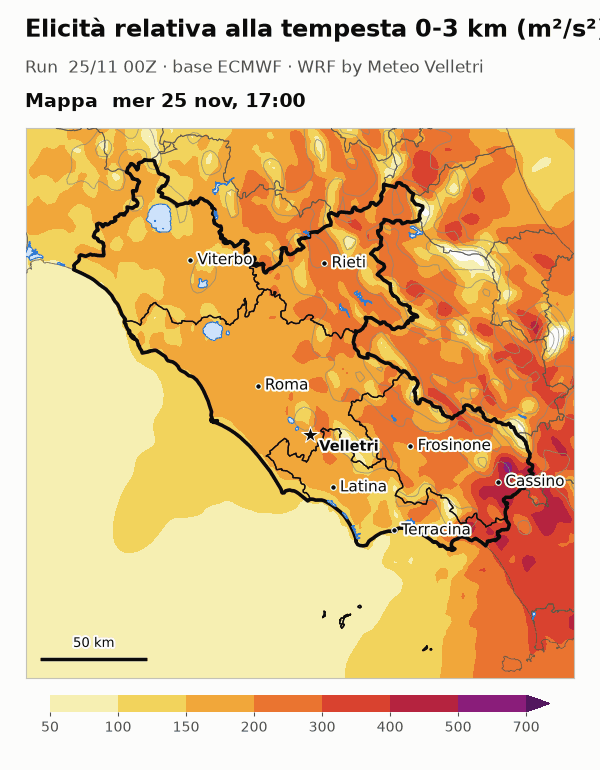 Elicità relativa alla tempesta 0-3 km (m²/s²)
Run  25/11 00Z · base ECMWF · WRF by Meteo Velletri
Mappa  mer 25 nov, 17:00
Viterbo
Rieti
Roma
Velletri
Frosinone
Latina
Cassino
Terracina
50 km
50 100 150 200 300 400 500 700